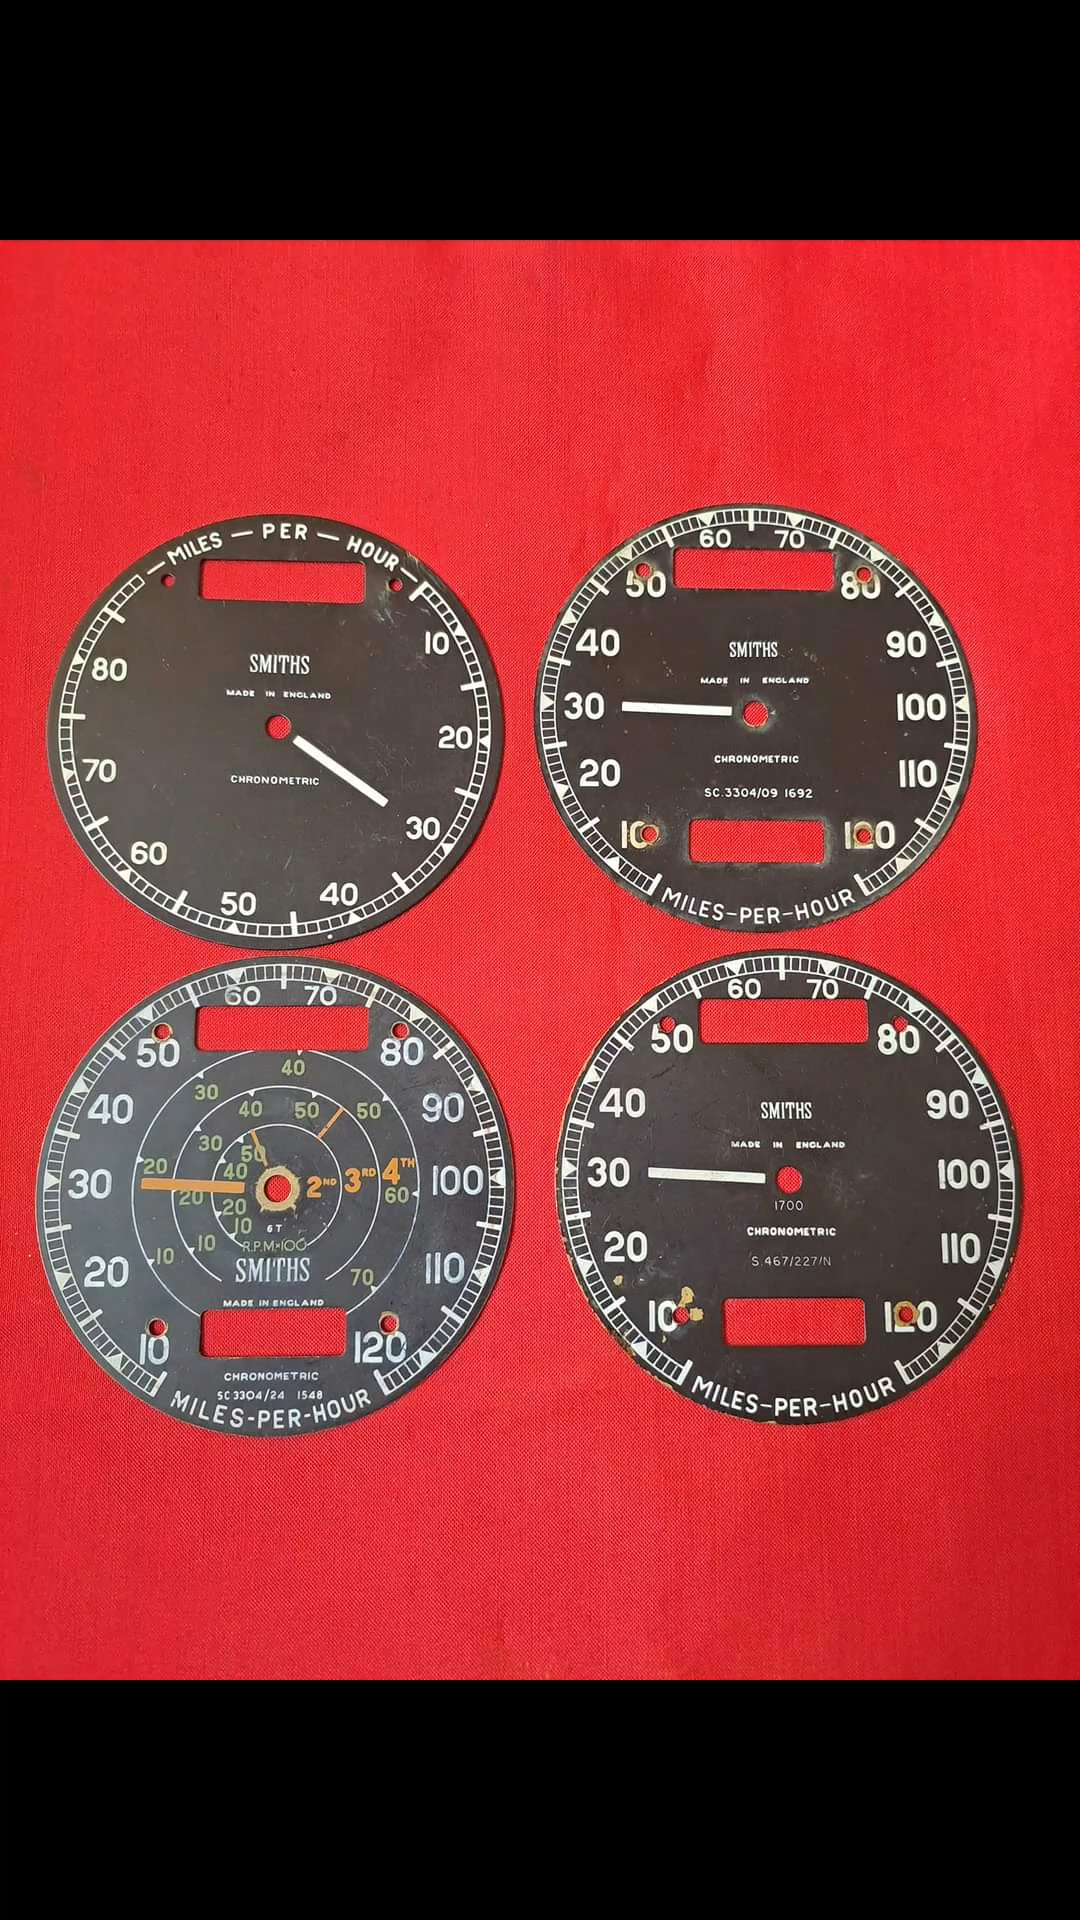 MILES — PER — HOUR
10
80
SMITHS
MADE IN ENGLAND
20
70
CHRONOMETRIC
30
60
40
50
60 70
50 80
40 90
SMITHS
MADE IN ENGLAND
30 100
CHRONOMETRIC
20 110
SC.3304/09 1692
10 120
MILES-PER-HOUR
60 70
50 80
40
30
40 50 50
40 90
30 50
20 40 2ND 3RD 4TH
30 20 20 60 100
10
6T
10 10 R.P.M×100
SMITHS
20 70 110
MADE IN ENGLAND
10 120
CHRONOMETRIC
SC3304/24 1548
MILES-PER-HOUR
60 70
50 80
40 90
SMITHS
MADE IN ENGLAND
30 100
1700
CHRONOMETRIC
20 110
S.467/227/N
10 120
MILES-PER-HOUR